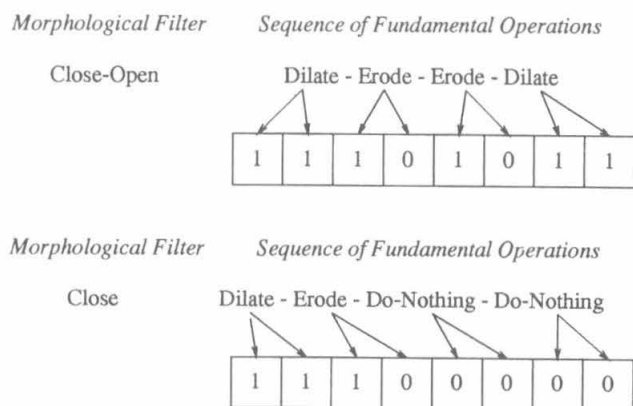 Morphological Filter Sequence of Fundamental Operations
Close-Open Dilate - Erode - Erode - Dilate
1 1 1 0 1 0 1 1
Morphological Filter Sequence of Fundamental Operations
Close Dilate - Erode - Do-Nothing - Do-Nothing
1 1 1 0 0 0 0 0